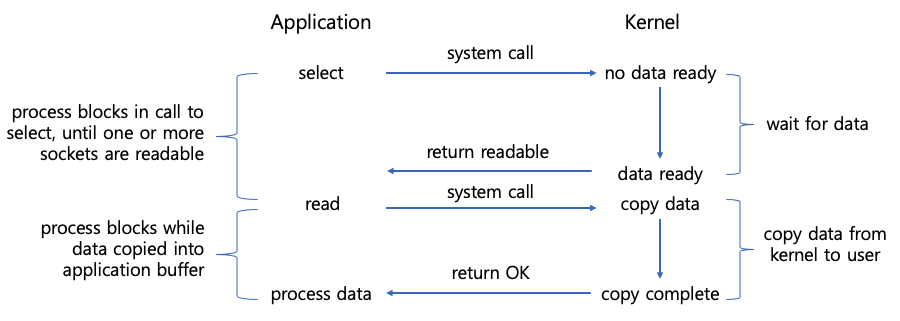 Application
Kernel
system call
select
no data ready
process blocks in call to
select, until one or more
sockets are readable
wait for data
return readable
data ready
system call
read
copy data
process blocks while
data copied into
application buffer
copy data from
kernel to user
return OK
process data
copy complete